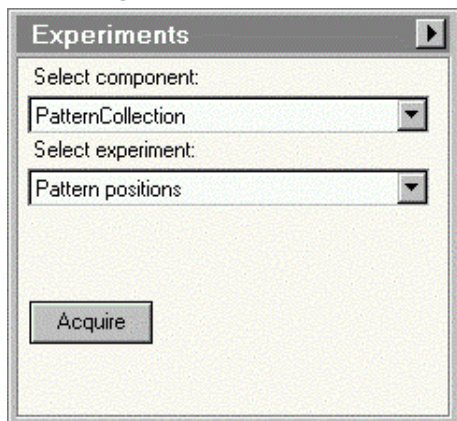 Experiments
Select component:
PatternCollection
Select experiment:
Pattern positions
Acquire